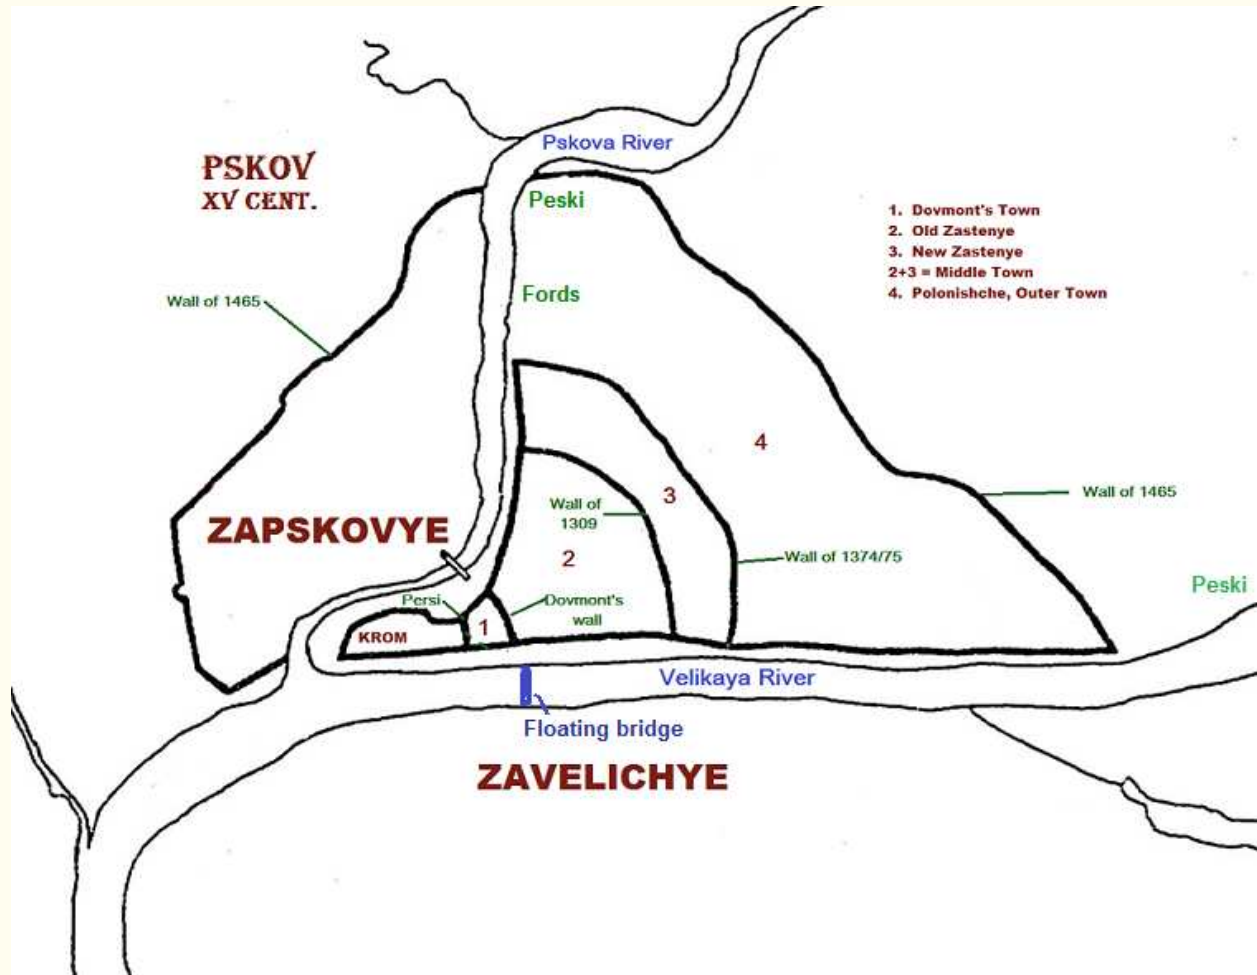 Pskova River
PSKOV
XV CENT.
Peski
1. Dovmont's Town
2. Old Zastenye
3. New Zastenye
2+3 = Middle Town
4. Polonishche, Outer Town
Wall of 1465
Fords
4
3
Wall of 1465
Wall of
1309
ZAPSKOVYE
2
Wall of 1374/75
Peski
Persi
Dovmont's
wall
1
KROM
Velikaya River
Floating bridge
ZAVELICHYE